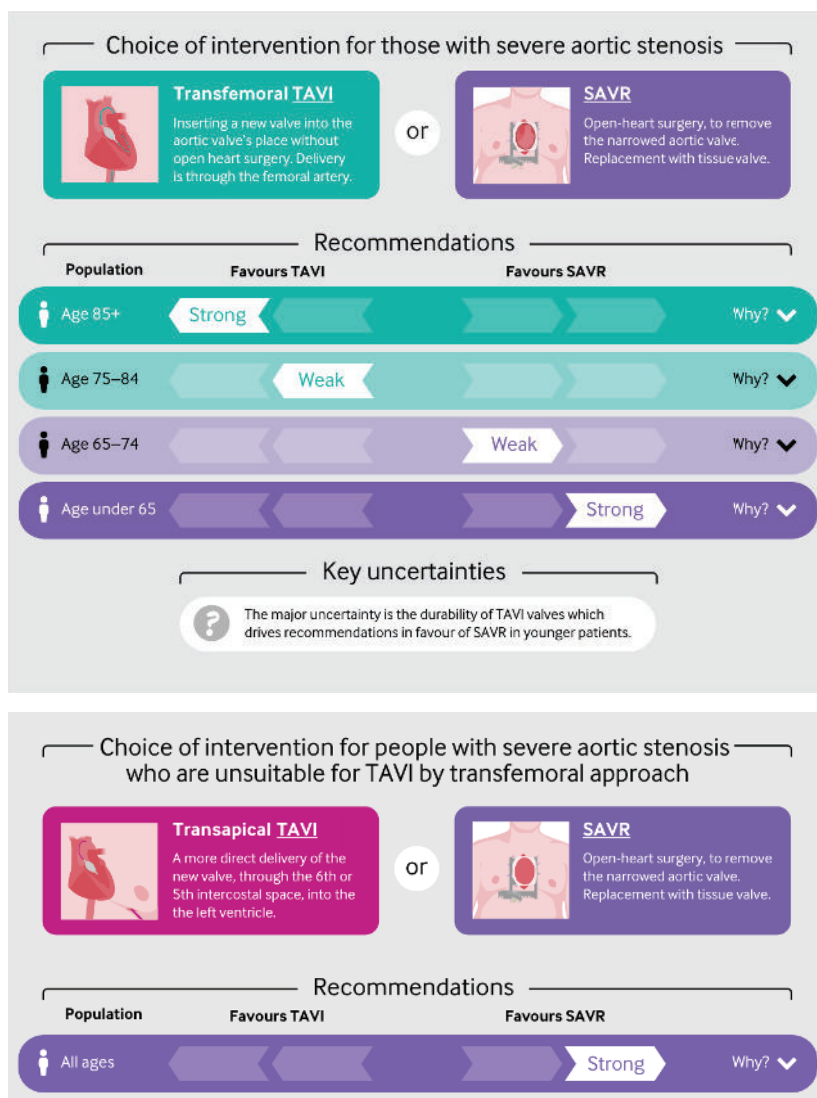 Choice of intervention for those with severe aortic stenosis
Transfemoral TAVI
Inserting a new valve into the
aortic valve's place without
open heart surgery. Delivery
is through the femoral artery.
or
SAVR
Open-heart surgery, to remove
the narrowed aortic valve.
Replacement with tissue valve.
Recommendations
Population Favours TAVI Favours SAVR
Age 85+ Strong Why?
Age 75–84 Weak Why?
Age 65–74 Weak Why?
Age under 65 Strong Why?
Key uncertainties
?
The major uncertainty is the durability of TAVI valves which
drives recommendations in favour of SAVR in younger patients.
Choice of intervention for people with severe aortic stenosis
who are unsuitable for TAVI by transfemoral approach
Transapical TAVI
A more direct delivery of the
new valve, through the 6th or
5th intercostal space, into the
the left ventricle.
or
SAVR
Open-heart surgery, to remove
the narrowed aortic valve.
Replacement with tissue valve.
Recommendations
Population Favours TAVI Favours SAVR
All ages Strong Why?